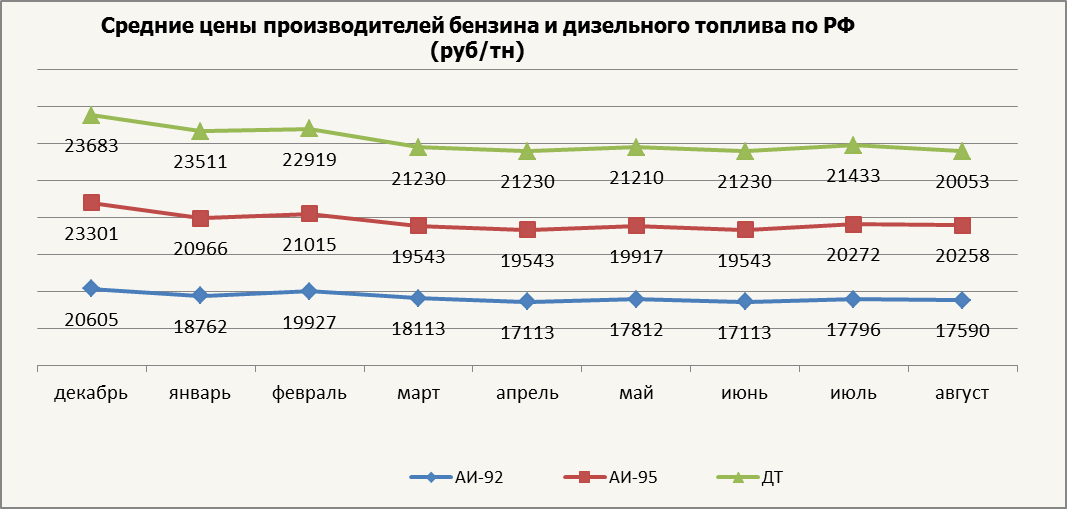 Средние цены производителей бензина и дизельного топлива по РФ
(руб/тн)
23683 23511 22919 21230 21230 21210 21230 21433 20053
23301 20966 21015 19543 19543 19917 19543 20272 20258
20605 18762 19927 18113 17113 17812 17113 17796 17590
декабрь январь февраль март апрель май июнь июль август
АИ-92 АИ-95 ДТ